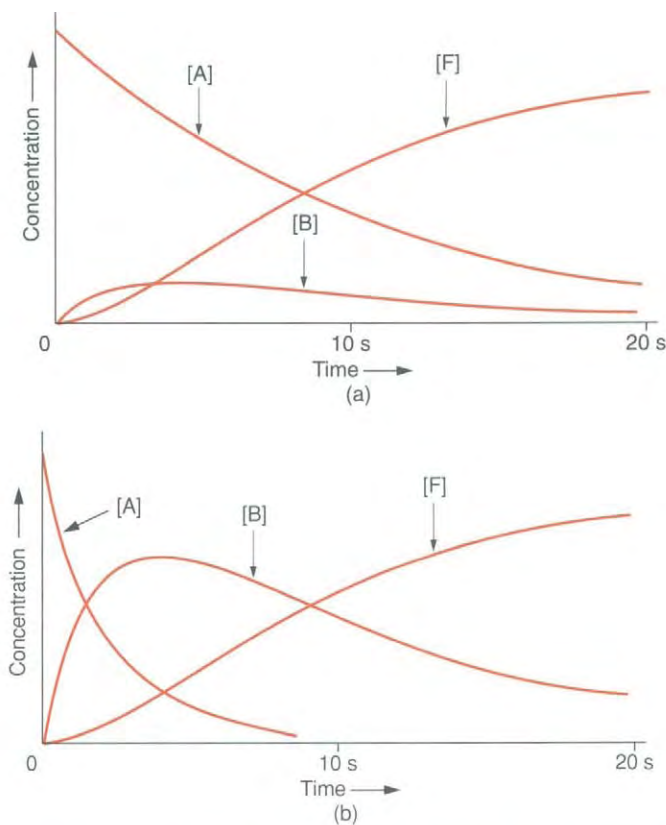 [A]
[F]
[B]
Concentration
0
10 s
20 s
Time
(a)
[A]
[B]
[F]
Concentration
0
10 s
20 s
Time
(b)